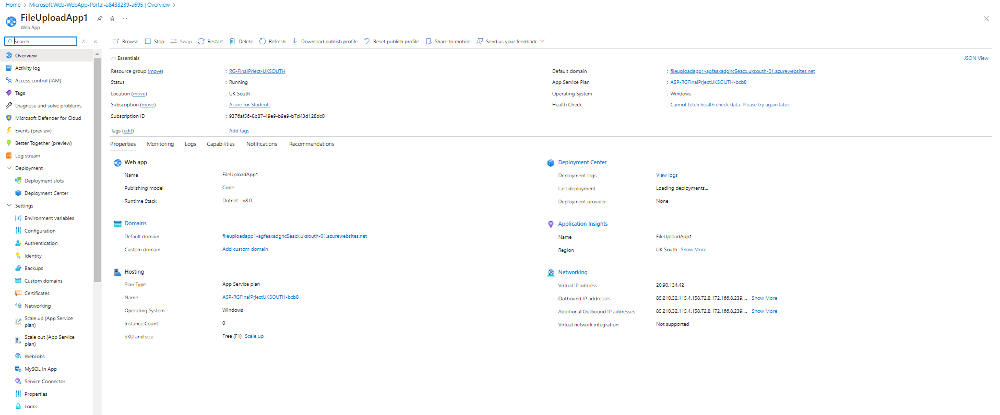 Home > Microsoft.Web-WebApp-Portal-a8433239-a695 | Overview >
FileUploadApp1
Web App
Search
Browse Stop Swap Restart Delete Refresh Download publish profile Reset publish profile Share to mobile Send us your feedback
Overview
Activity log
Access control (IAM)
Tags
Diagnose and solve problems
Microsoft Defender for Cloud
Events (preview)
Better Together (preview)
Log stream
Deployment
Deployment slots
Deployment Center
Settings
Environment variables
Configuration
Authentication
Identity
Backups
Custom domains
Certificates
Networking
Scale up (App Service
plan)
Scale out (App Service
plan)
WebJobs
MySQL In App
Service Connector
Properties
Locks
Essentials
JSON View
Resource group (move) : RG-FinalPrject-UKSOUTH
Status : Running
Location (move) : UK South
Subscription (move) : Azure for Students
Subscription ID : 9376af56-8b87-49e9-b9e9-b7d43d128dc0
Tags (edit) : Add tags
Default domain : fileuploadapp1-agfaaxadghc5eacx.uksouth-01.azurewebsites.net
App Service Plan : ASP-RGFinalPrjectUKSOUTH-bcb8
Operating System : Windows
Health Check : Cannot fetch health check data. Please try again later.
Properties Monitoring Logs Capabilities Notifications Recommendations
Web app
Name FileUploadApp1
Publishing model Code
Runtime Stack Dotnet - v8.0
Domains
Default domain fileuploadapp1-agfaaxadghc5eacx.uksouth-01.azurewebsites.net
Custom domain Add custom domain
Hosting
Plan Type App Service plan
Name ASP-RGFinalPrjectUKSOUTH-bcb8
Operating System Windows
Instance Count 0
SKU and size Free (F1) Scale up
Deployment Center
Deployment logs View logs
Last deployment Loading deployments...
Deployment provider None
Application Insights
Name FileUploadApp1
Region UK South Show More
Networking
Virtual IP address 20.90.134.42
Outbound IP addresses 85.210.32.115,4.158.72.8,172.166.8.239,... Show More
Additional Outbound IP addresses 85.210.32.115,4.158.72.8,172.166.8.239,... Show More
Virtual network integration Not supported